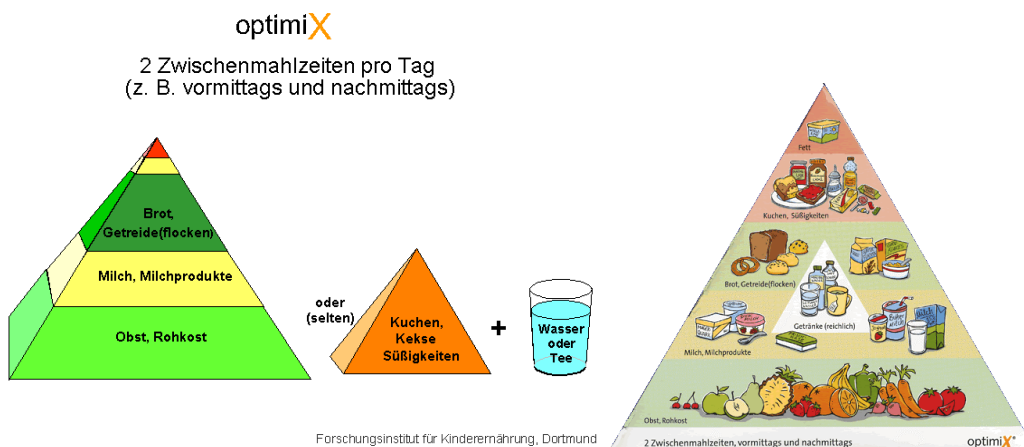 optimiX
2 Zwischenmahlzeiten pro Tag
(z. B. vormittags und nachmittags)
Brot,
Getreide(flocken)
Milch, Milchprodukte
Obst, Rohkost
oder
(selten)
Kuchen,
Kekse
Süßigkeiten
+
Wasser
oder
Tee
Forschungsinstitut für Kinderernährung, Dortmund
Fett
Kuchen, Süßigkeiten
Brot, Getreide(flocken)
Getränke (reichlich)
Milch, Milchprodukte
Obst, Rohkost
2 Zwischenmahlzeiten, vormittags und nachmittags
optimiX®